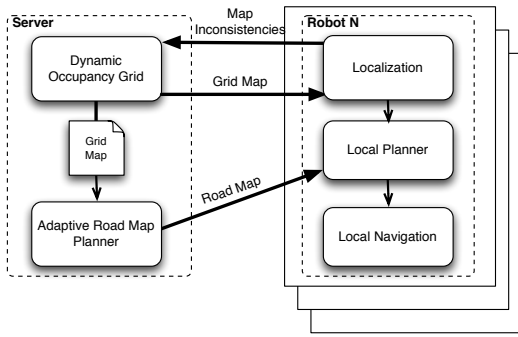 Server
Map
Inconsistencies
Robot N
Dynamic
Occupancy Grid
Localization
Grid Map
Grid
Map
Local Planner
Road Map
Adaptive Road Map
Planner
Local Navigation